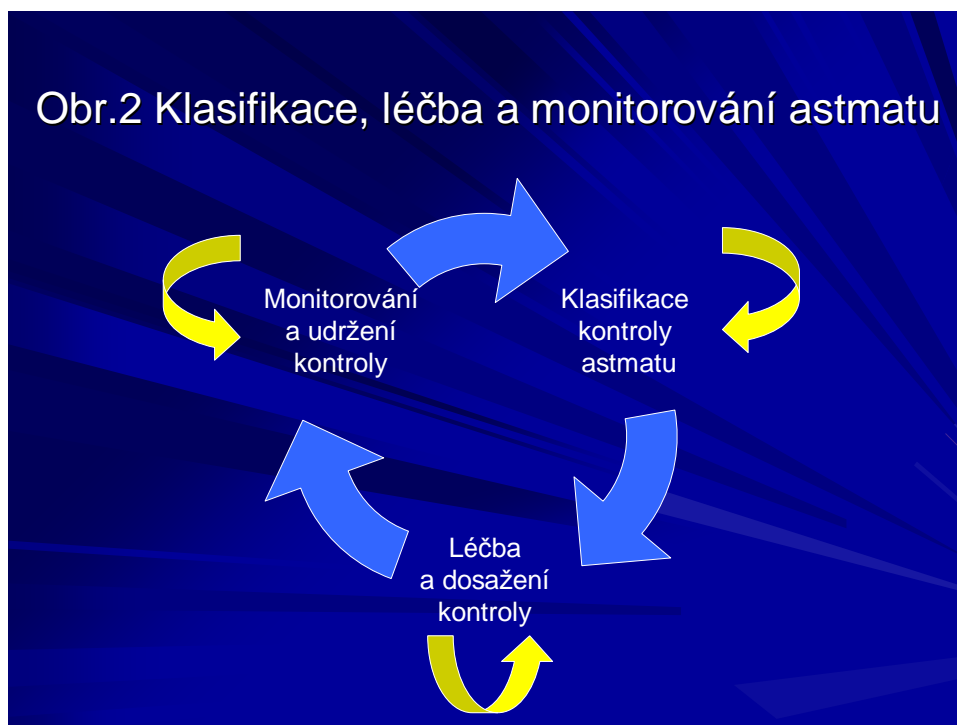 Obr.2 Klasifikace, léčba a monitorování astmatu
Monitorování
a udržení
kontroly
Klasifikace
kontroly
astmatu
Léčba
a dosažení
kontroly